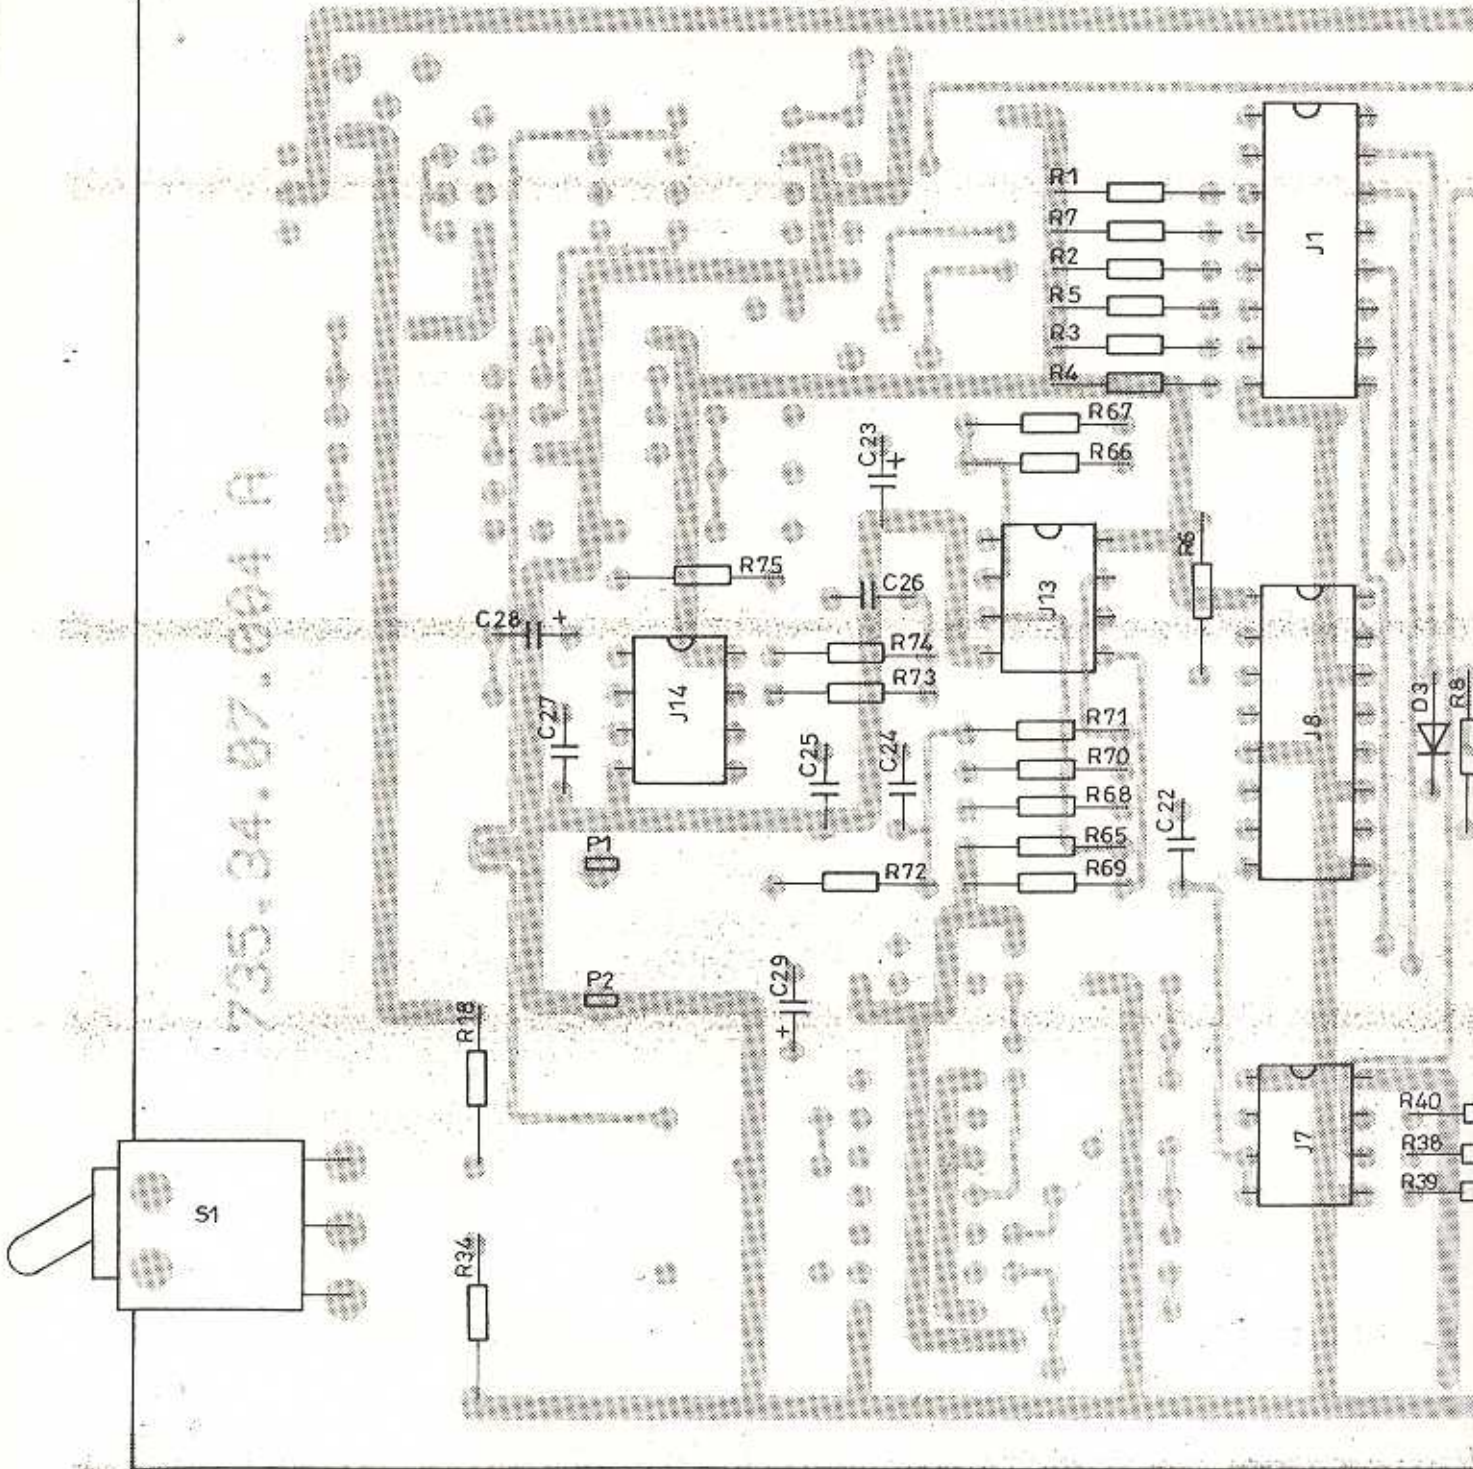 R1
R7
R2
R5
R3
R4
J1
R67
R66
C23
+
R75
C26
J13
R6
C28 +
R74
R73
J14
C27
C25
C24
R71
R70
R68
R65
R69
C22
J8
D3
R8
P1
R72
P2
C29
+
R18
735.34.07.004 A
R40
R38
R39
J7
S1
R34